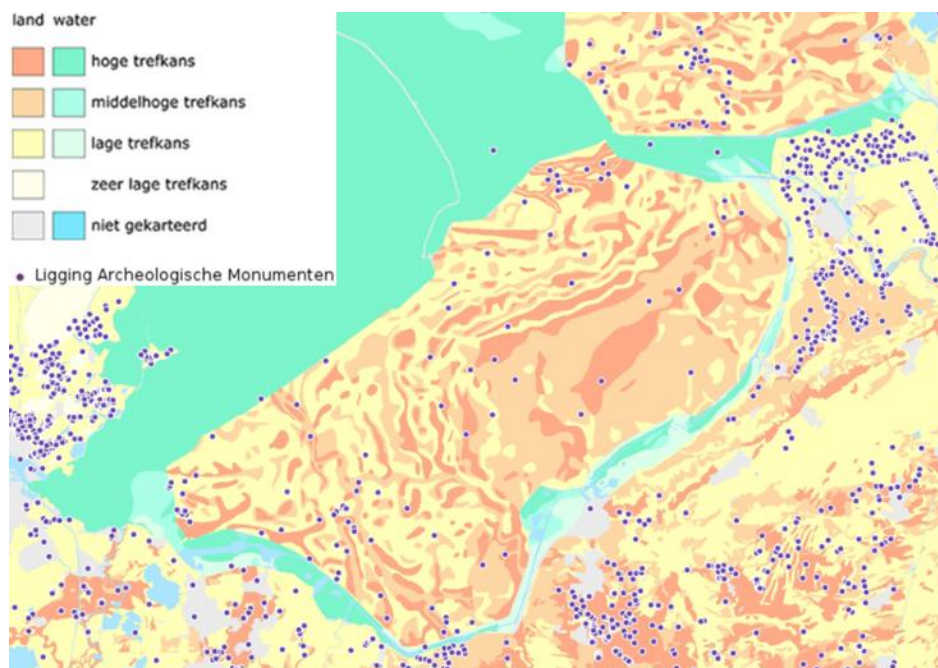 land water
hoge trefkans
middelhoge trefkans
lage trefkans
zeer lage trefkans
niet gekarteerd
Ligging Archeologische Monumenten